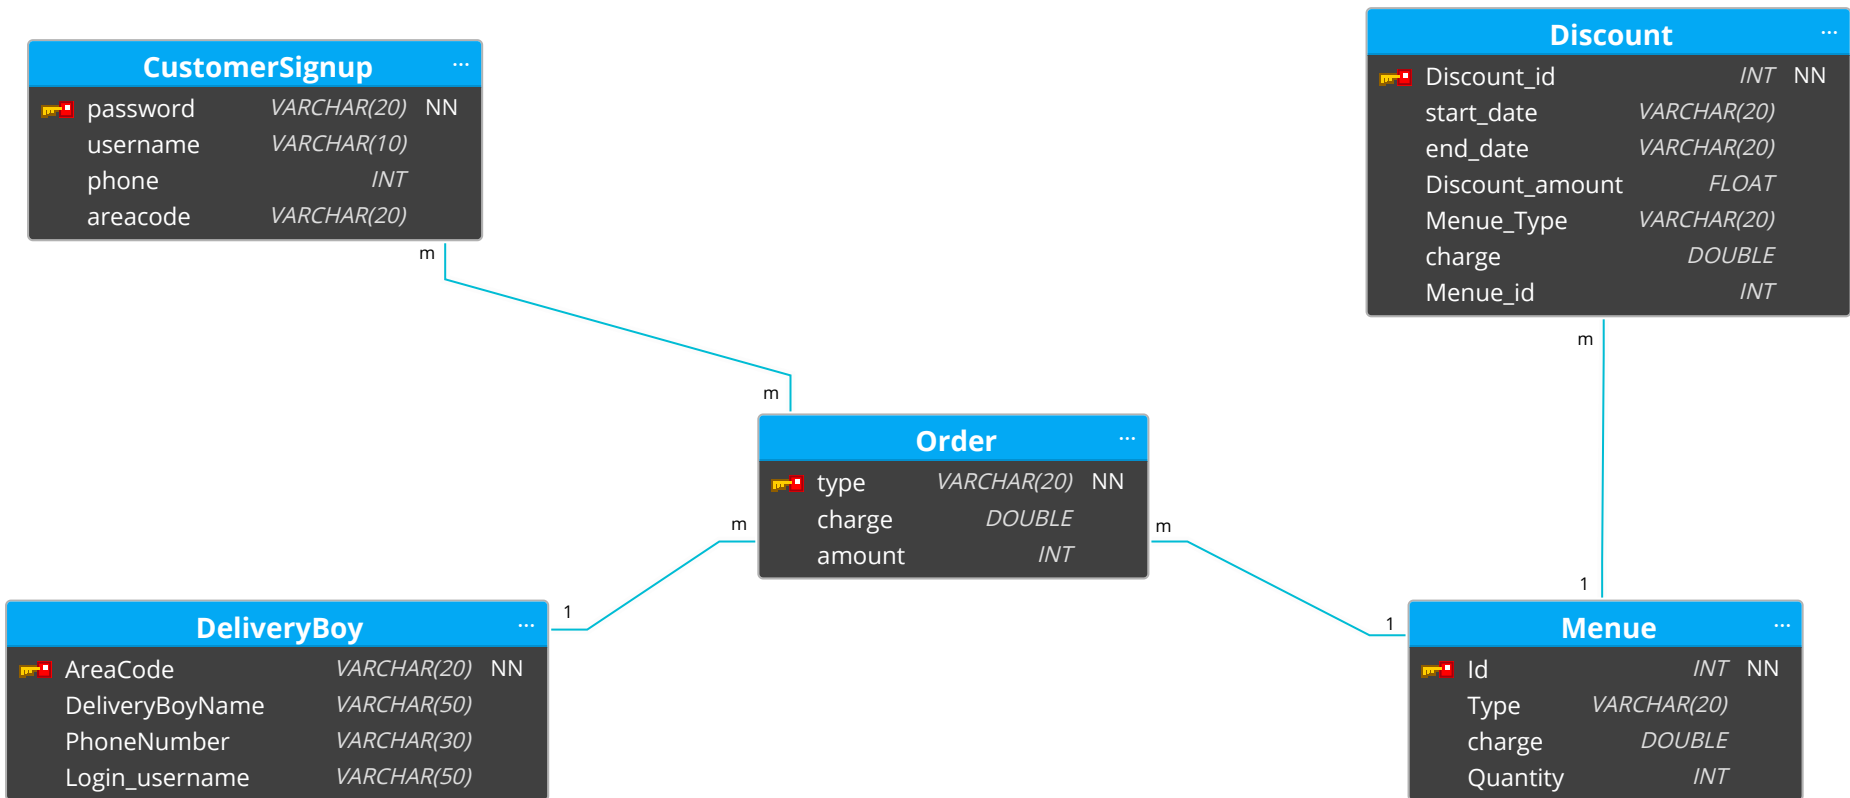 CustomerSignup ...
password VARCHAR(20) NN
username VARCHAR(10)
phone INT
areacode VARCHAR(20)
m
Discount ...
Discount_id INT NN
start_date VARCHAR(20)
end_date VARCHAR(20)
Discount_amount FLOAT
Menue_Type VARCHAR(20)
charge DOUBLE
Menue_id INT
m
m
Order ...
type VARCHAR(20) NN
charge DOUBLE
amount INT
m
m
1
1
1
DeliveryBoy ...
AreaCode VARCHAR(20) NN
DeliveryBoyName VARCHAR(50)
PhoneNumber VARCHAR(30)
Login_username VARCHAR(50)
Menue ...
Id INT NN
Type VARCHAR(20)
charge DOUBLE
Quantity INT